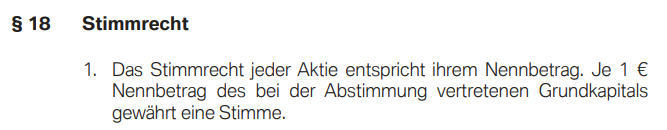 § 18 Stimmrecht
1. Das Stimmrecht jeder Aktie entspricht ihrem Nennbetrag. Je 1 €
Nennbetrag des bei der Abstimmung vertretenen Grundkapitals
gewährt eine Stimme.